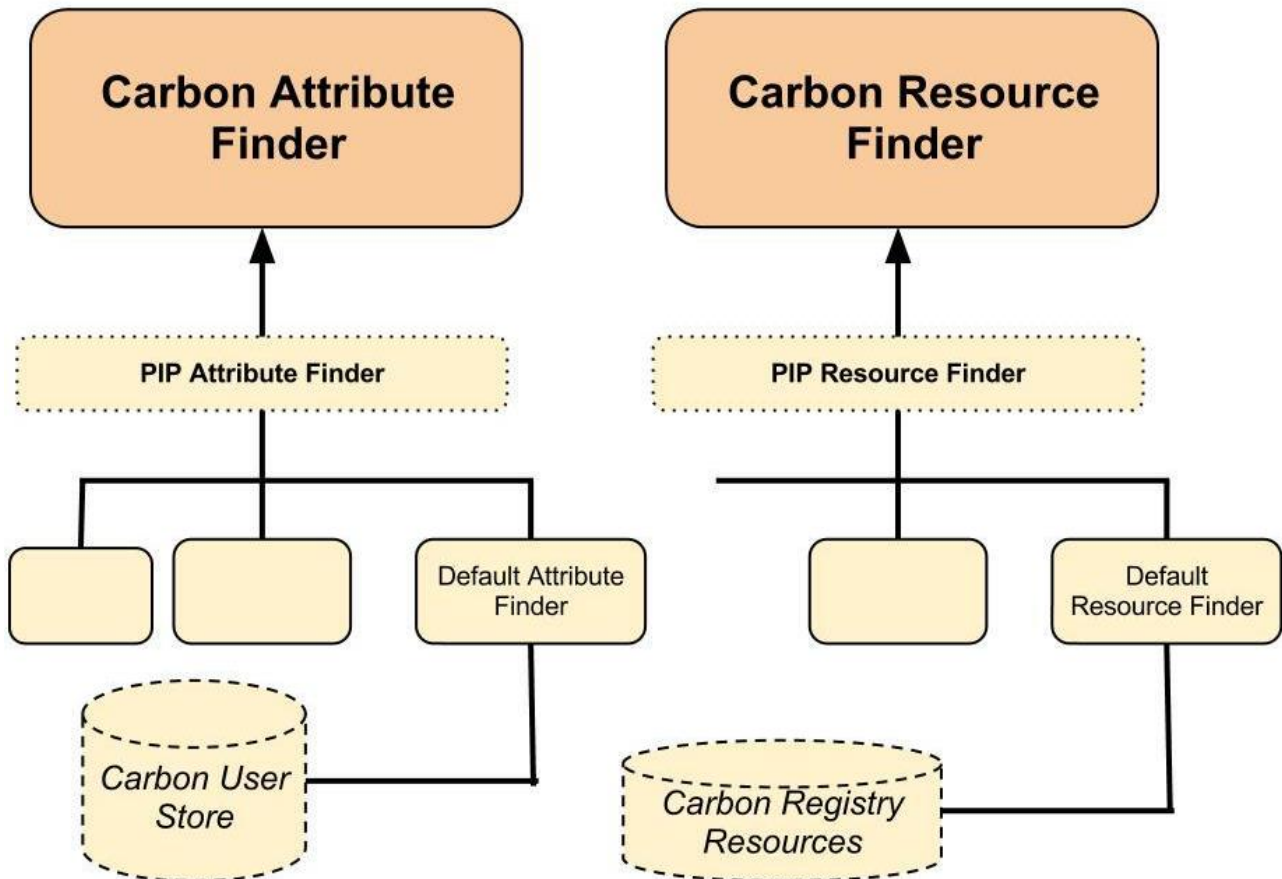 Carbon Attribute
Finder
Carbon Resource
Finder
PIP Attribute Finder
PIP Resource Finder
Default Attribute
Finder
Default
Resource Finder
Carbon User
Store
Carbon Registry
Resources